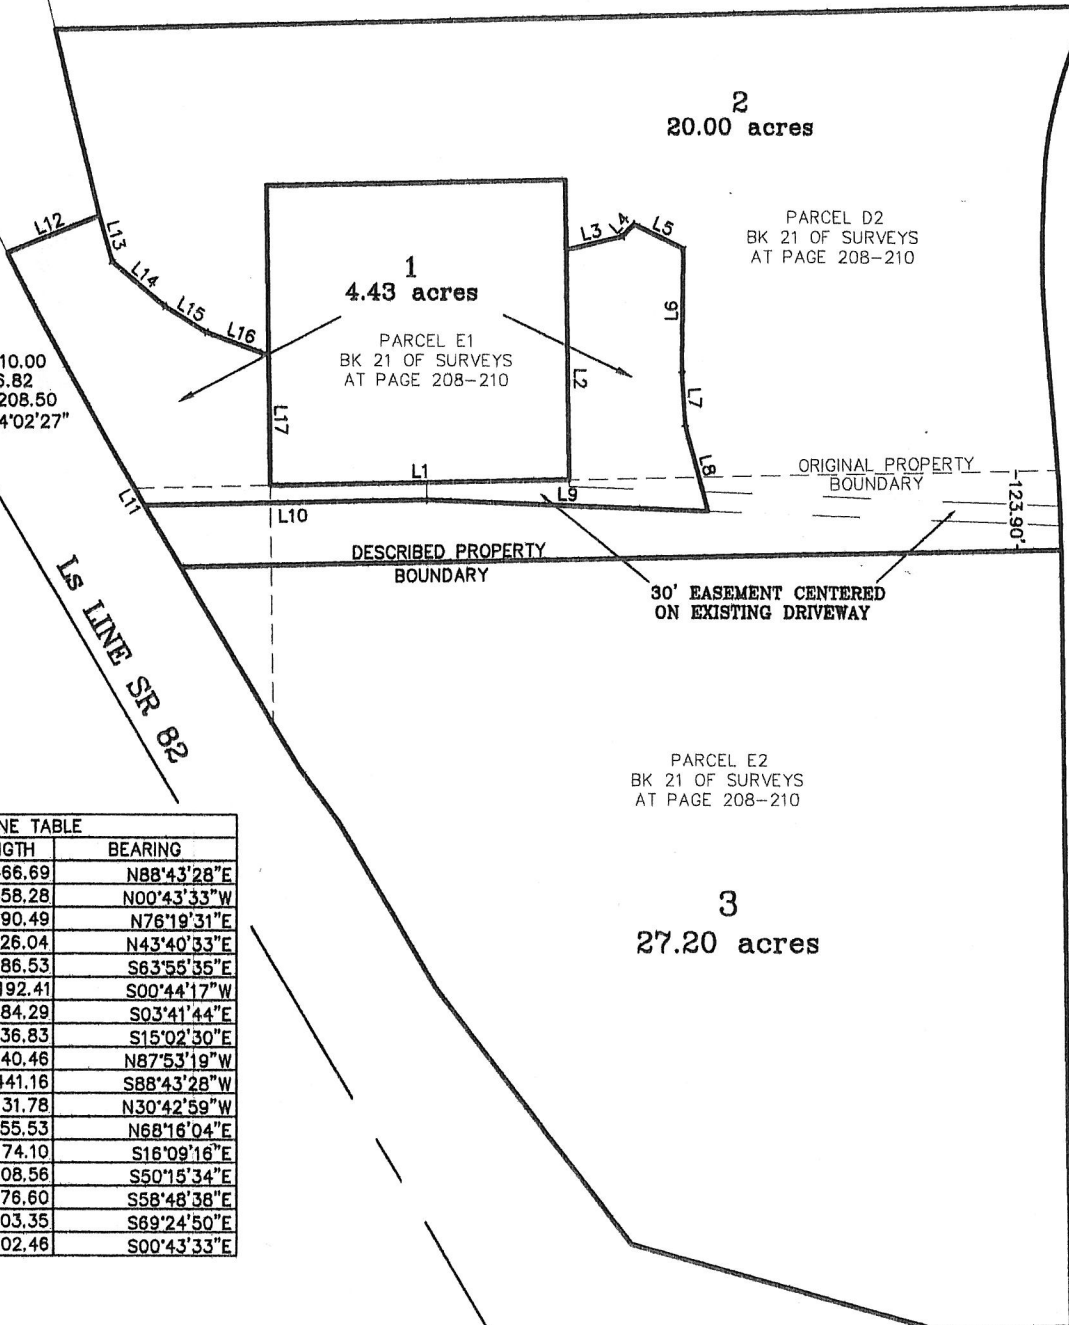 2
20.00 acres
PARCEL D2
BK 21 OF SURVEYS
AT PAGE 208-210
L12
L13
L14
L15
L16
L3
L4
L5
L6
1
4.43 acres
PARCEL E1
BK 21 OF SURVEYS
AT PAGE 208-210
10.00
6.82
208.50
4°02'27"
L17
L2
L7
L8
L1
L9
L10
L11
ORIGINAL PROPERTY
BOUNDARY
123.90'
DESCRIBED PROPERTY
BOUNDARY
30' EASEMENT CENTERED
ON EXISTING DRIVEWAY
Ls LINE SR 82
PARCEL E2
BK 21 OF SURVEYS
AT PAGE 208-210
3
27.20 acres
NE TABLE
GTH BEARING
66.69 N88°43'28"E
58.28 N00°43'33"W
90.49 N76°19'31"E
26.04 N43°40'33"E
86.53 S63°55'35"E
192.41 S00°44'17"W
84.29 S03°41'44"E
36.83 S15°02'30"E
40.46 N87°53'19"W
441.16 S88°43'28"W
31.78 N30°42'59"W
55.53 N68°16'04"E
74.10 S16°09'16"E
08.56 S50°15'34"E
76.60 S58°48'38"E
03.35 S69°24'50"E
02.46 S00°43'33"E